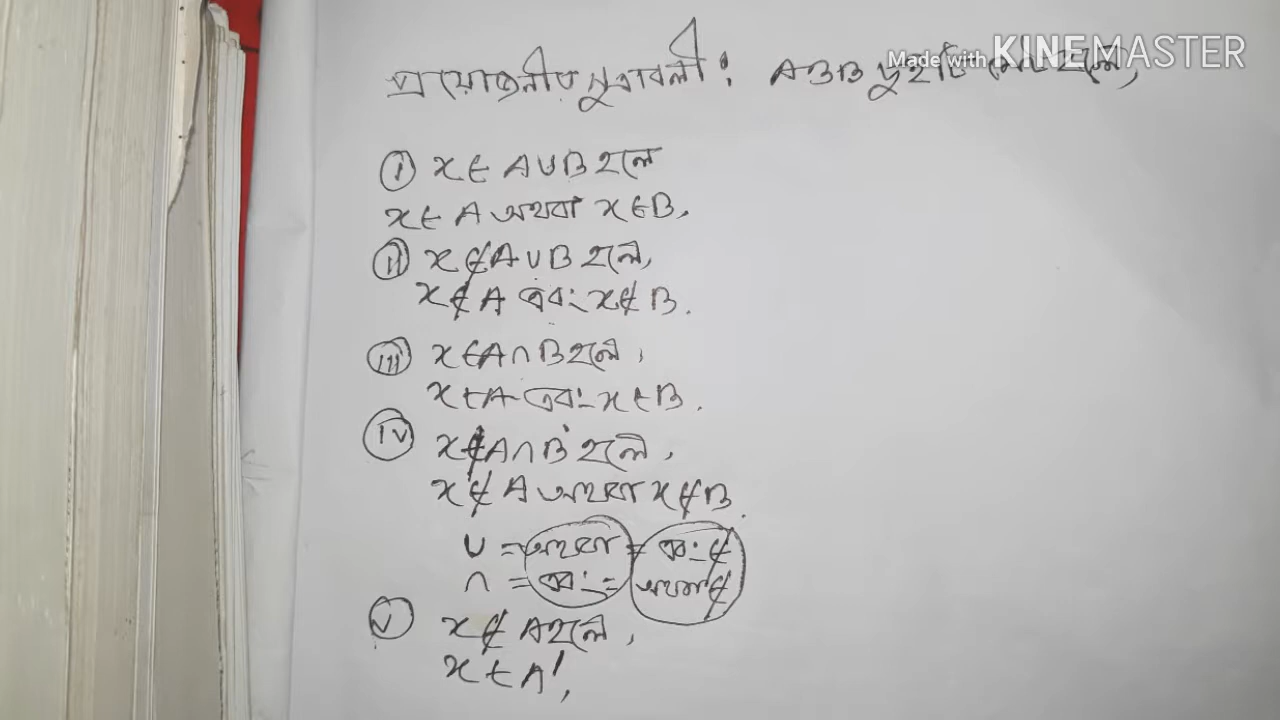 Made with KINEMASTER
প্রয়োজনীয় সুত্রাবলী : A ও B দুইটি সেট হলে,
(i) x ∈ A ∪ B হলে
x ∈ A অথবা x ∈ B,
(ii) x ∉ A ∪ B হলে,
x ∉ A এবং x ∉ B.
(iii) x ∈ A ∩ B হলে,
x ∈ A এবং x ∈ B.
(iv) x ∉ A ∩ B হলে,
x ∉ A অথবা x ∉ B.
∪ = অথবা = এবং ∉
∩ = এবং = অথবা ∉
(v) x ∉ A হলে,
x ∈ A′,